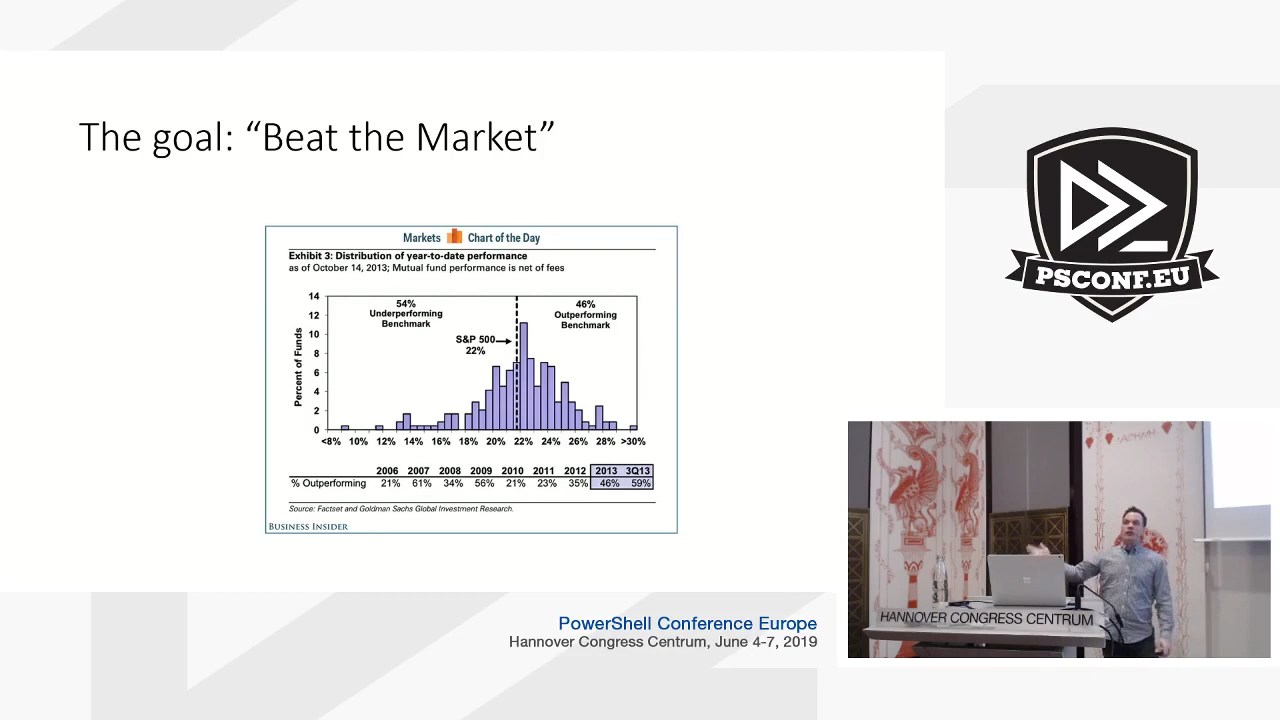 The goal: “Beat the Market”
Markets Chart of the Day
Exhibit 3: Distribution of year-to-date performance
as of October 14, 2013; Mutual fund performance is net of fees
Percent of Funds
14
12
10
8
6
4
2
0
54%
Underperforming
Benchmark
46%
Outperforming
Benchmark
S&P 500
22%
<8% 10% 12% 14% 16% 18% 20% 22% 24% 26% 28% >30%
2006 2007 2008 2009 2010 2011 2012 2013 3Q13
% Outperforming 21% 61% 34% 56% 21% 23% 35% 46% 59%
Source: Factset and Goldman Sachs Global Investment Research.
BUSINESS INSIDER
PSCONF.EU
HANNOVER CONGRESS CENTRUM
PowerShell Conference Europe
Hannover Congress Centrum, June 4-7, 2019